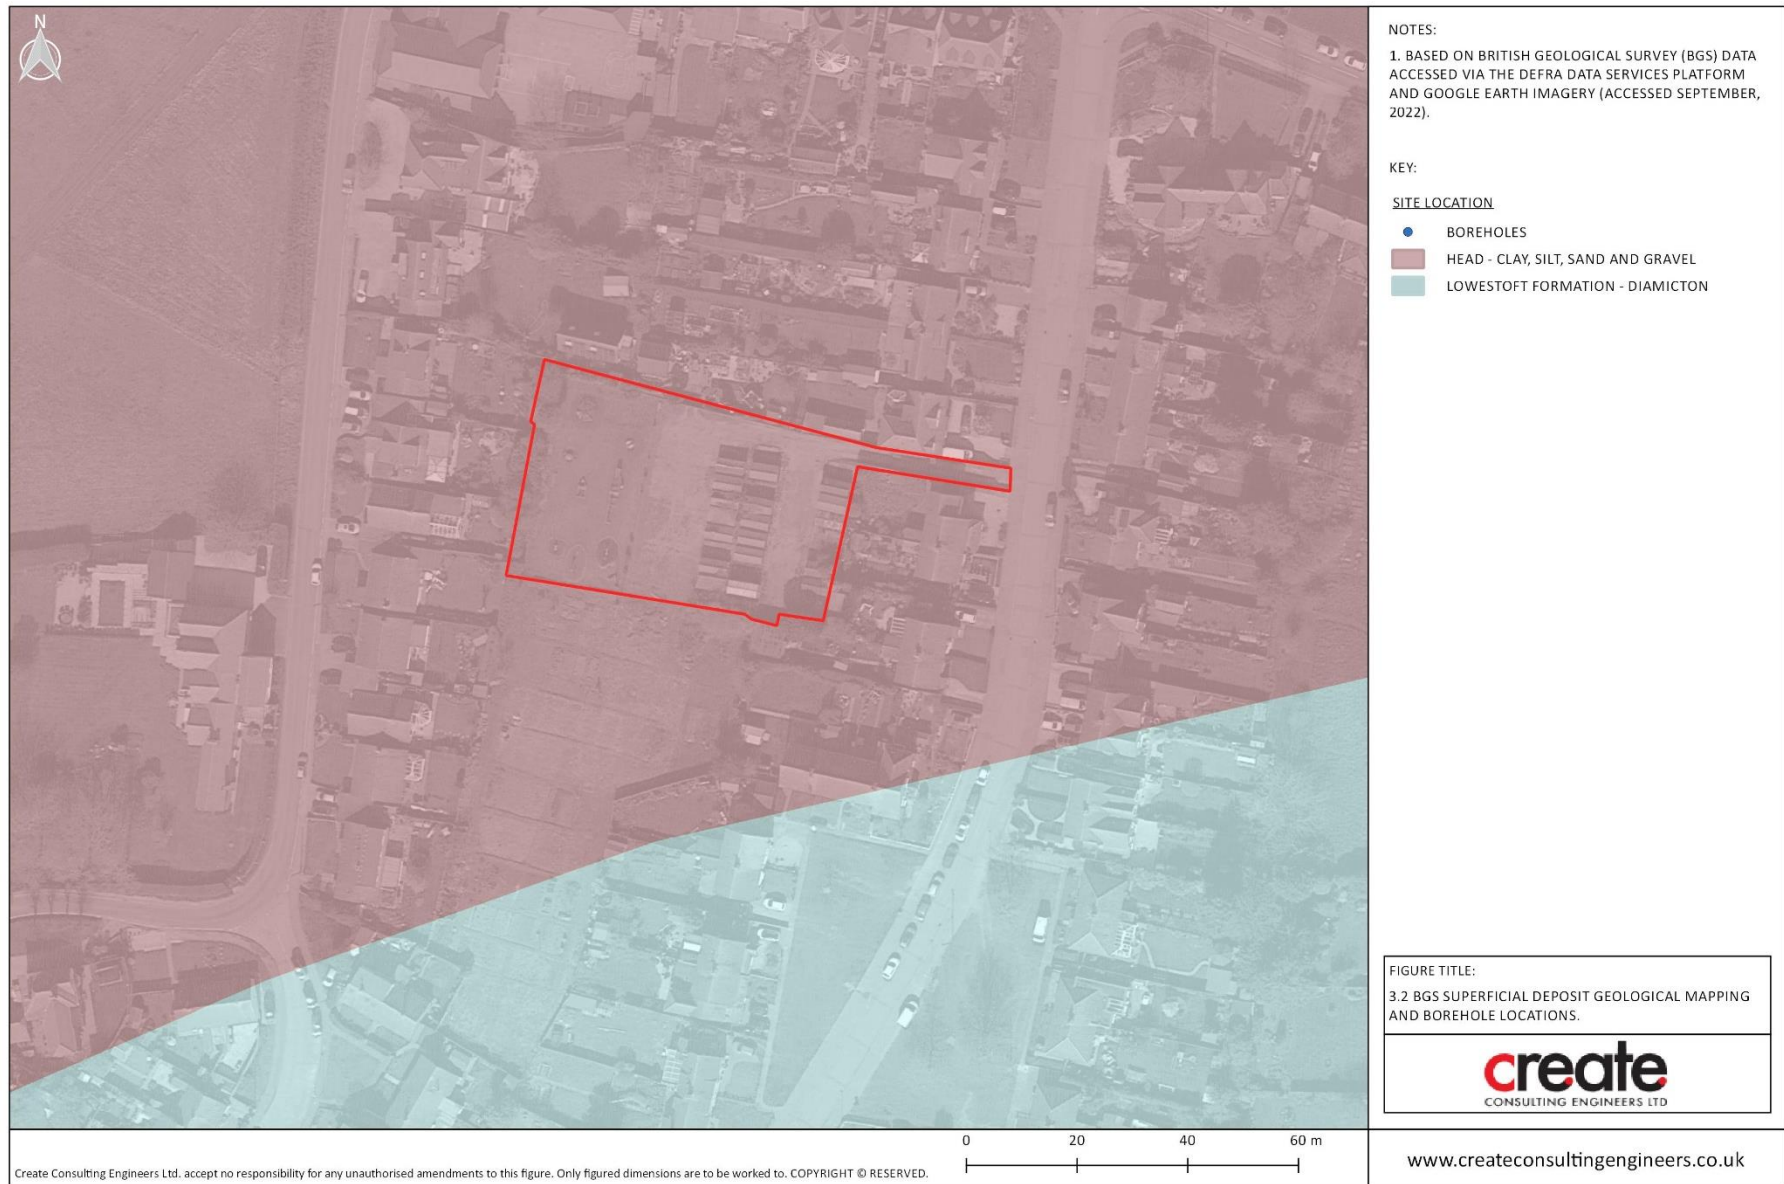 N
NOTES:
1. BASED ON BRITISH GEOLOGICAL SURVEY (BGS) DATA
ACCESSED VIA THE DEFRA DATA SERVICES PLATFORM
AND GOOGLE EARTH IMAGERY (ACCESSED SEPTEMBER,
2022).
KEY:
SITE LOCATION
BOREHOLES
HEAD - CLAY, SILT, SAND AND GRAVEL
LOWESTOFT FORMATION - DIAMICTON
FIGURE TITLE:
3.2 BGS SUPERFICIAL DEPOSIT GEOLOGICAL MAPPING
AND BOREHOLE LOCATIONS.
create
CONSULTING ENGINEERS LTD
0 20 40 60 m
Create Consulting Engineers Ltd. accept no responsibility for any unauthorised amendments to this figure. Only figured dimensions are to be worked to. COPYRIGHT © RESERVED.
www.createconsultingengineers.co.uk